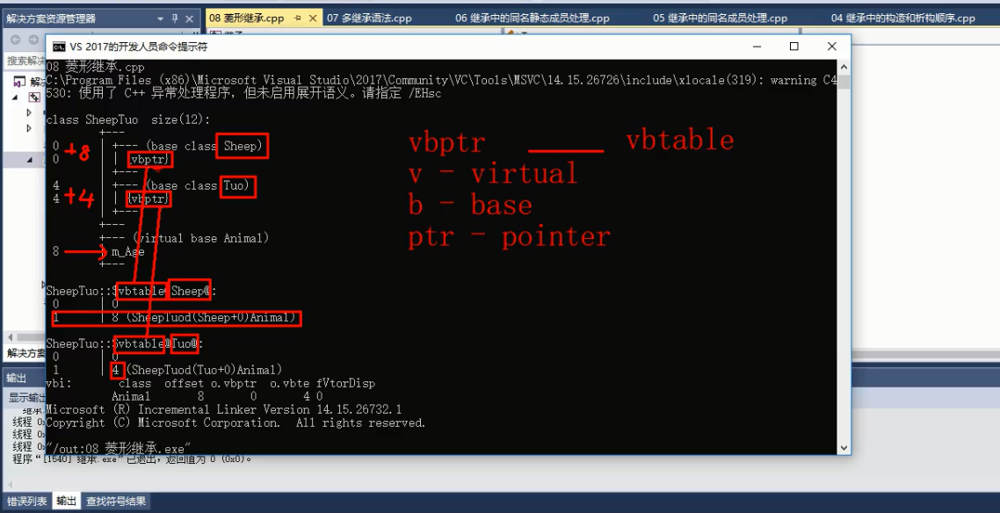 解决方案资源管理器
08 菱形继承.cpp
07 多继承语法.cpp
06 继承中的同名静态成员处理.cpp
05 继承中的同名成员处理.cpp
04 继承中的构造和析构顺序.cpp
VS 2017的开发人员命令提示符
搜索解决
08 菱形继承.cpp
C:\Program Files (x86)\Microsoft Visual Studio\2017\Community\VC\Tools\MSVC\14.15.26726\include\xlocale(319): warning C4
530: 使用了 C++ 异常处理程序，但未启用展开语义。请指定 /EHsc
class SheepTuo  size(12):
+---
0 +8 | +--- (base class Sheep)
0 | | {vbptr}
| +---
4 +4 | +--- (base class Tuo)
4 | | {vbptr}
| +---
+---
+--- (virtual base Animal)
8 | m_Age
+---
vbptr ______ vbtable
v - virtual
b - base
ptr - pointer
SheepTuo::$vbtable@Sheep@:
0 | 0
1 | 8 (SheepTuod(Sheep+0)Animal)
SheepTuo::$vbtable@Tuo@:
0 | 0
1 | 4 (SheepTuod(Tuo+0)Animal)
vbi: class offset o.vbptr o.vbte fVtorDisp
Animal 8 0 4 0
Microsoft (R) Incremental Linker Version 14.15.26732.1
Copyright (C) Microsoft Corporation.  All rights reserved.
"/out:08 菱形继承.exe"
解决方案
输出
显示输出
线程 0x
线程 0x
线程 0x
程序“[1540] 继承.exe”已退出，返回值为 0 (0x0)。
错误列表 输出 查找符号结果